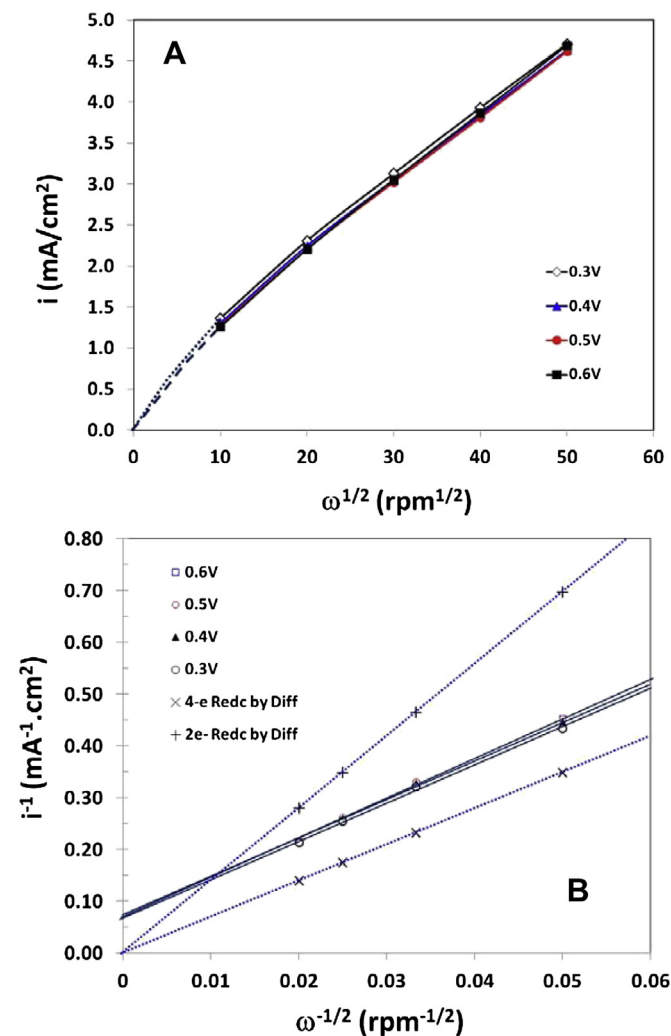 5.0
A
4.5
4.0
3.5
3.0
2.5
2.0
1.5
1.0
0.5
0.0
i (mA/cm²)
0.3V
0.4V
0.5V
0.6V
0 10 20 30 40 50 60
ω1/2 (rpm1/2)
0.80
0.70
0.60
0.50
0.40
0.30
0.20
0.10
0.00
i-1 (mA-1.cm2)
0.6V
0.5V
0.4V
0.3V
4-e Redc by Diff
2e- Redc by Diff
B
0 0.01 0.02 0.03 0.04 0.05 0.06
ω-1/2 (rpm-1/2)